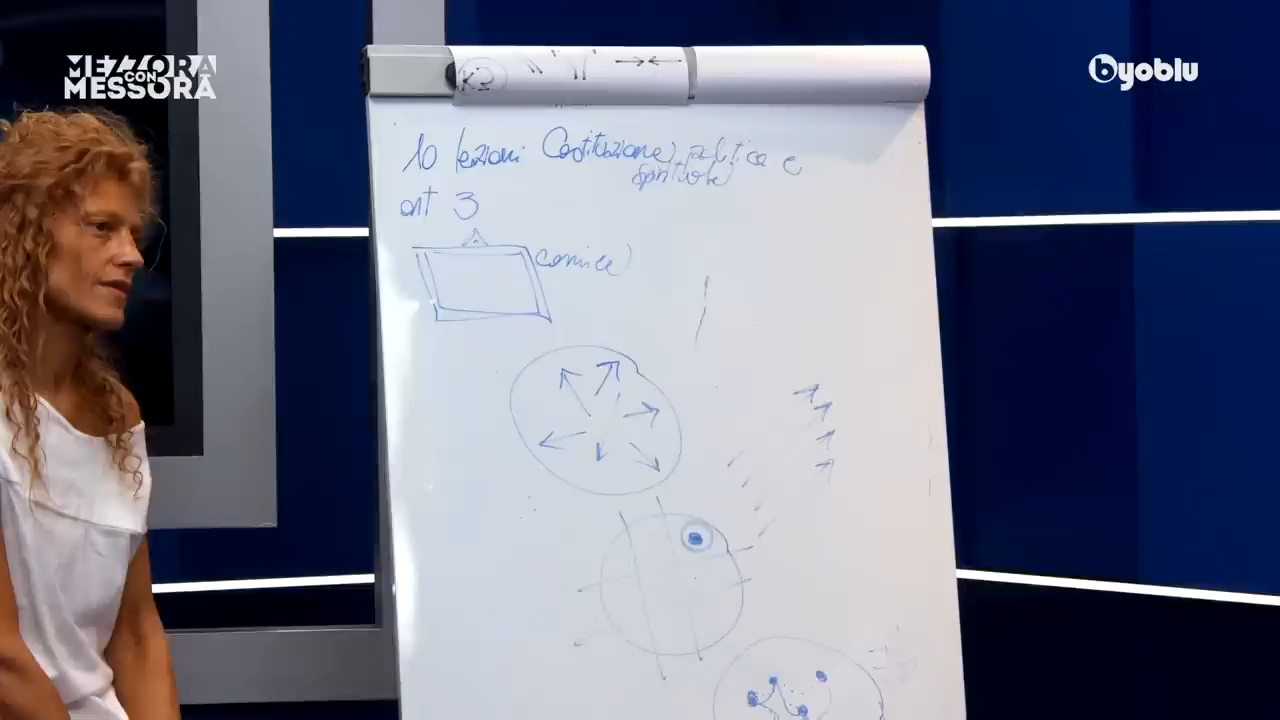 MEZZORA
CON
MESSORA
byoblu
10 lezioni Costituzione politica e
spirituale
art 3
cornice